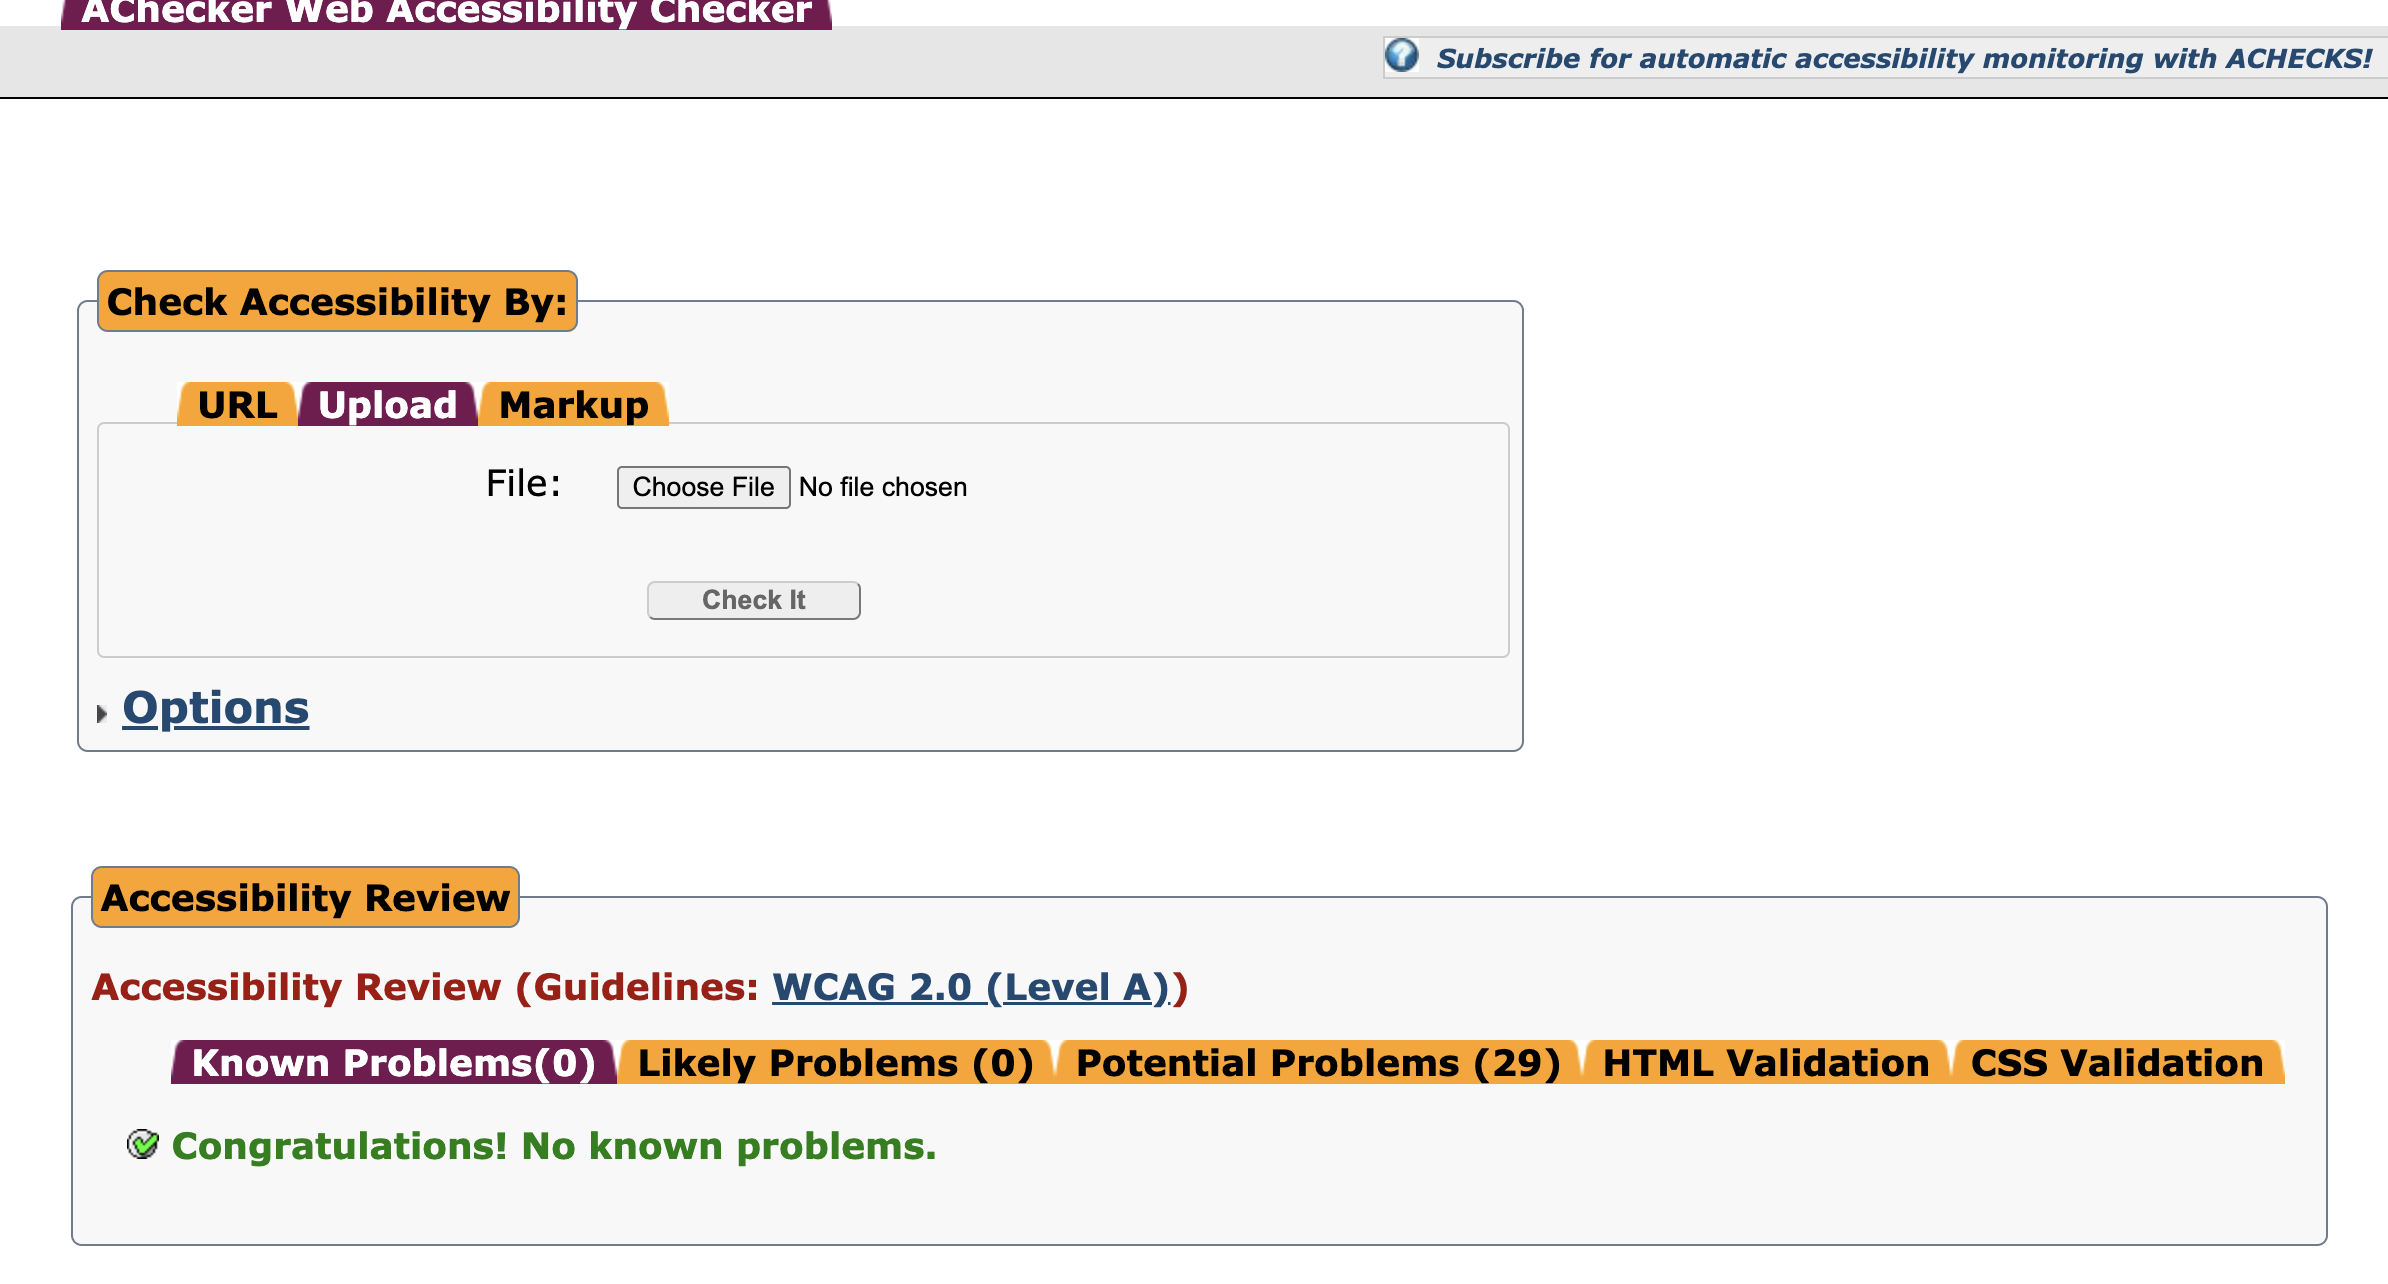 AChecker Web Accessibility Checker
Subscribe for automatic accessibility monitoring with ACHECKS!
Check Accessibility By:
URL Upload Markup
File: Choose File No file chosen
Check It
Options
Accessibility Review
Accessibility Review (Guidelines: WCAG 2.0 (Level A))
Known Problems(0) Likely Problems (0) Potential Problems (29) HTML Validation CSS Validation
Congratulations! No known problems.